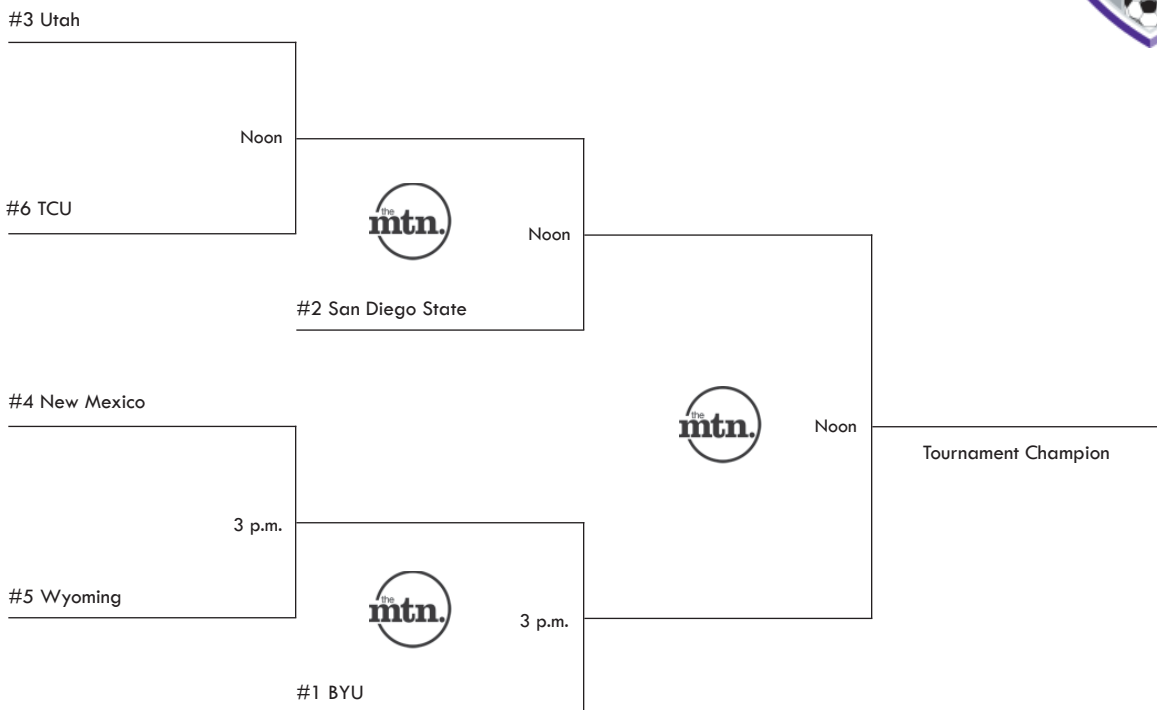 #3 Utah
Noon
#6 TCU
the
mtn.
Noon
#2 San Diego State
#4 New Mexico
the
mtn.
Noon
Tournament Champion
3 p.m.
#5 Wyoming
the
mtn.
3 p.m.
#1 BYU